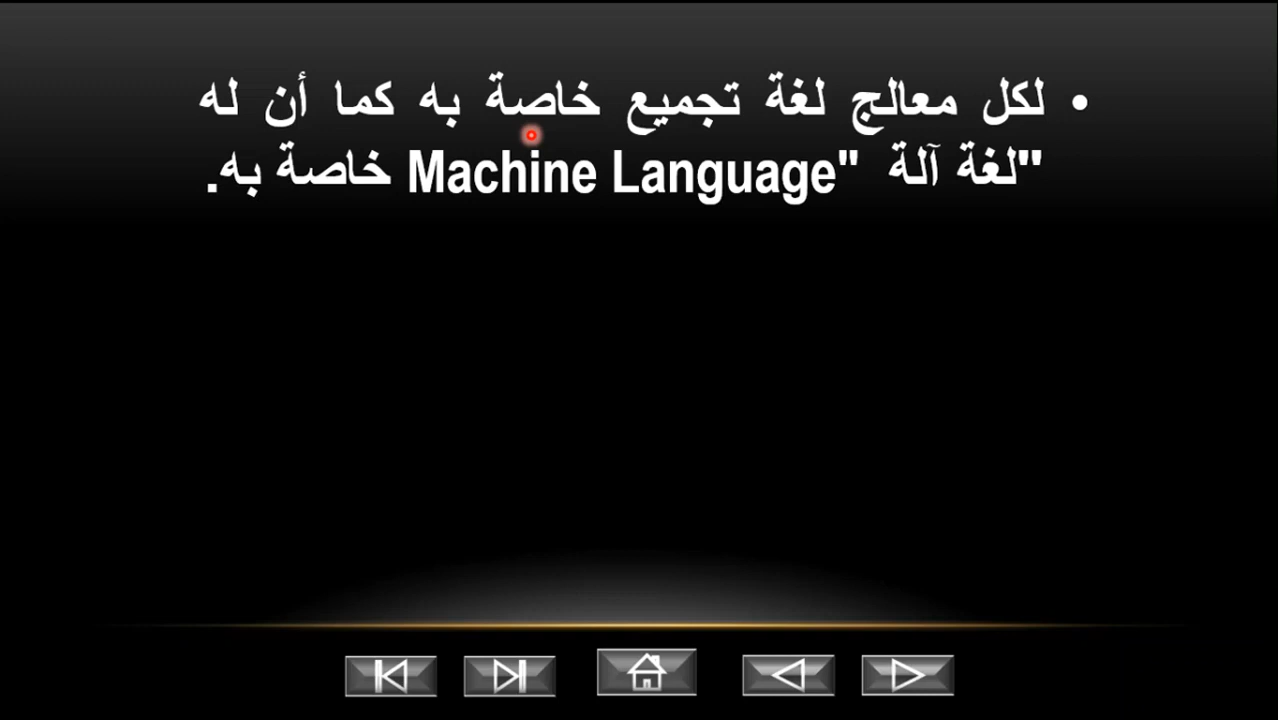 • لكل معالج لغة تجميع خاصة به كما أن له
"لغة آلة "Machine Language خاصة به.